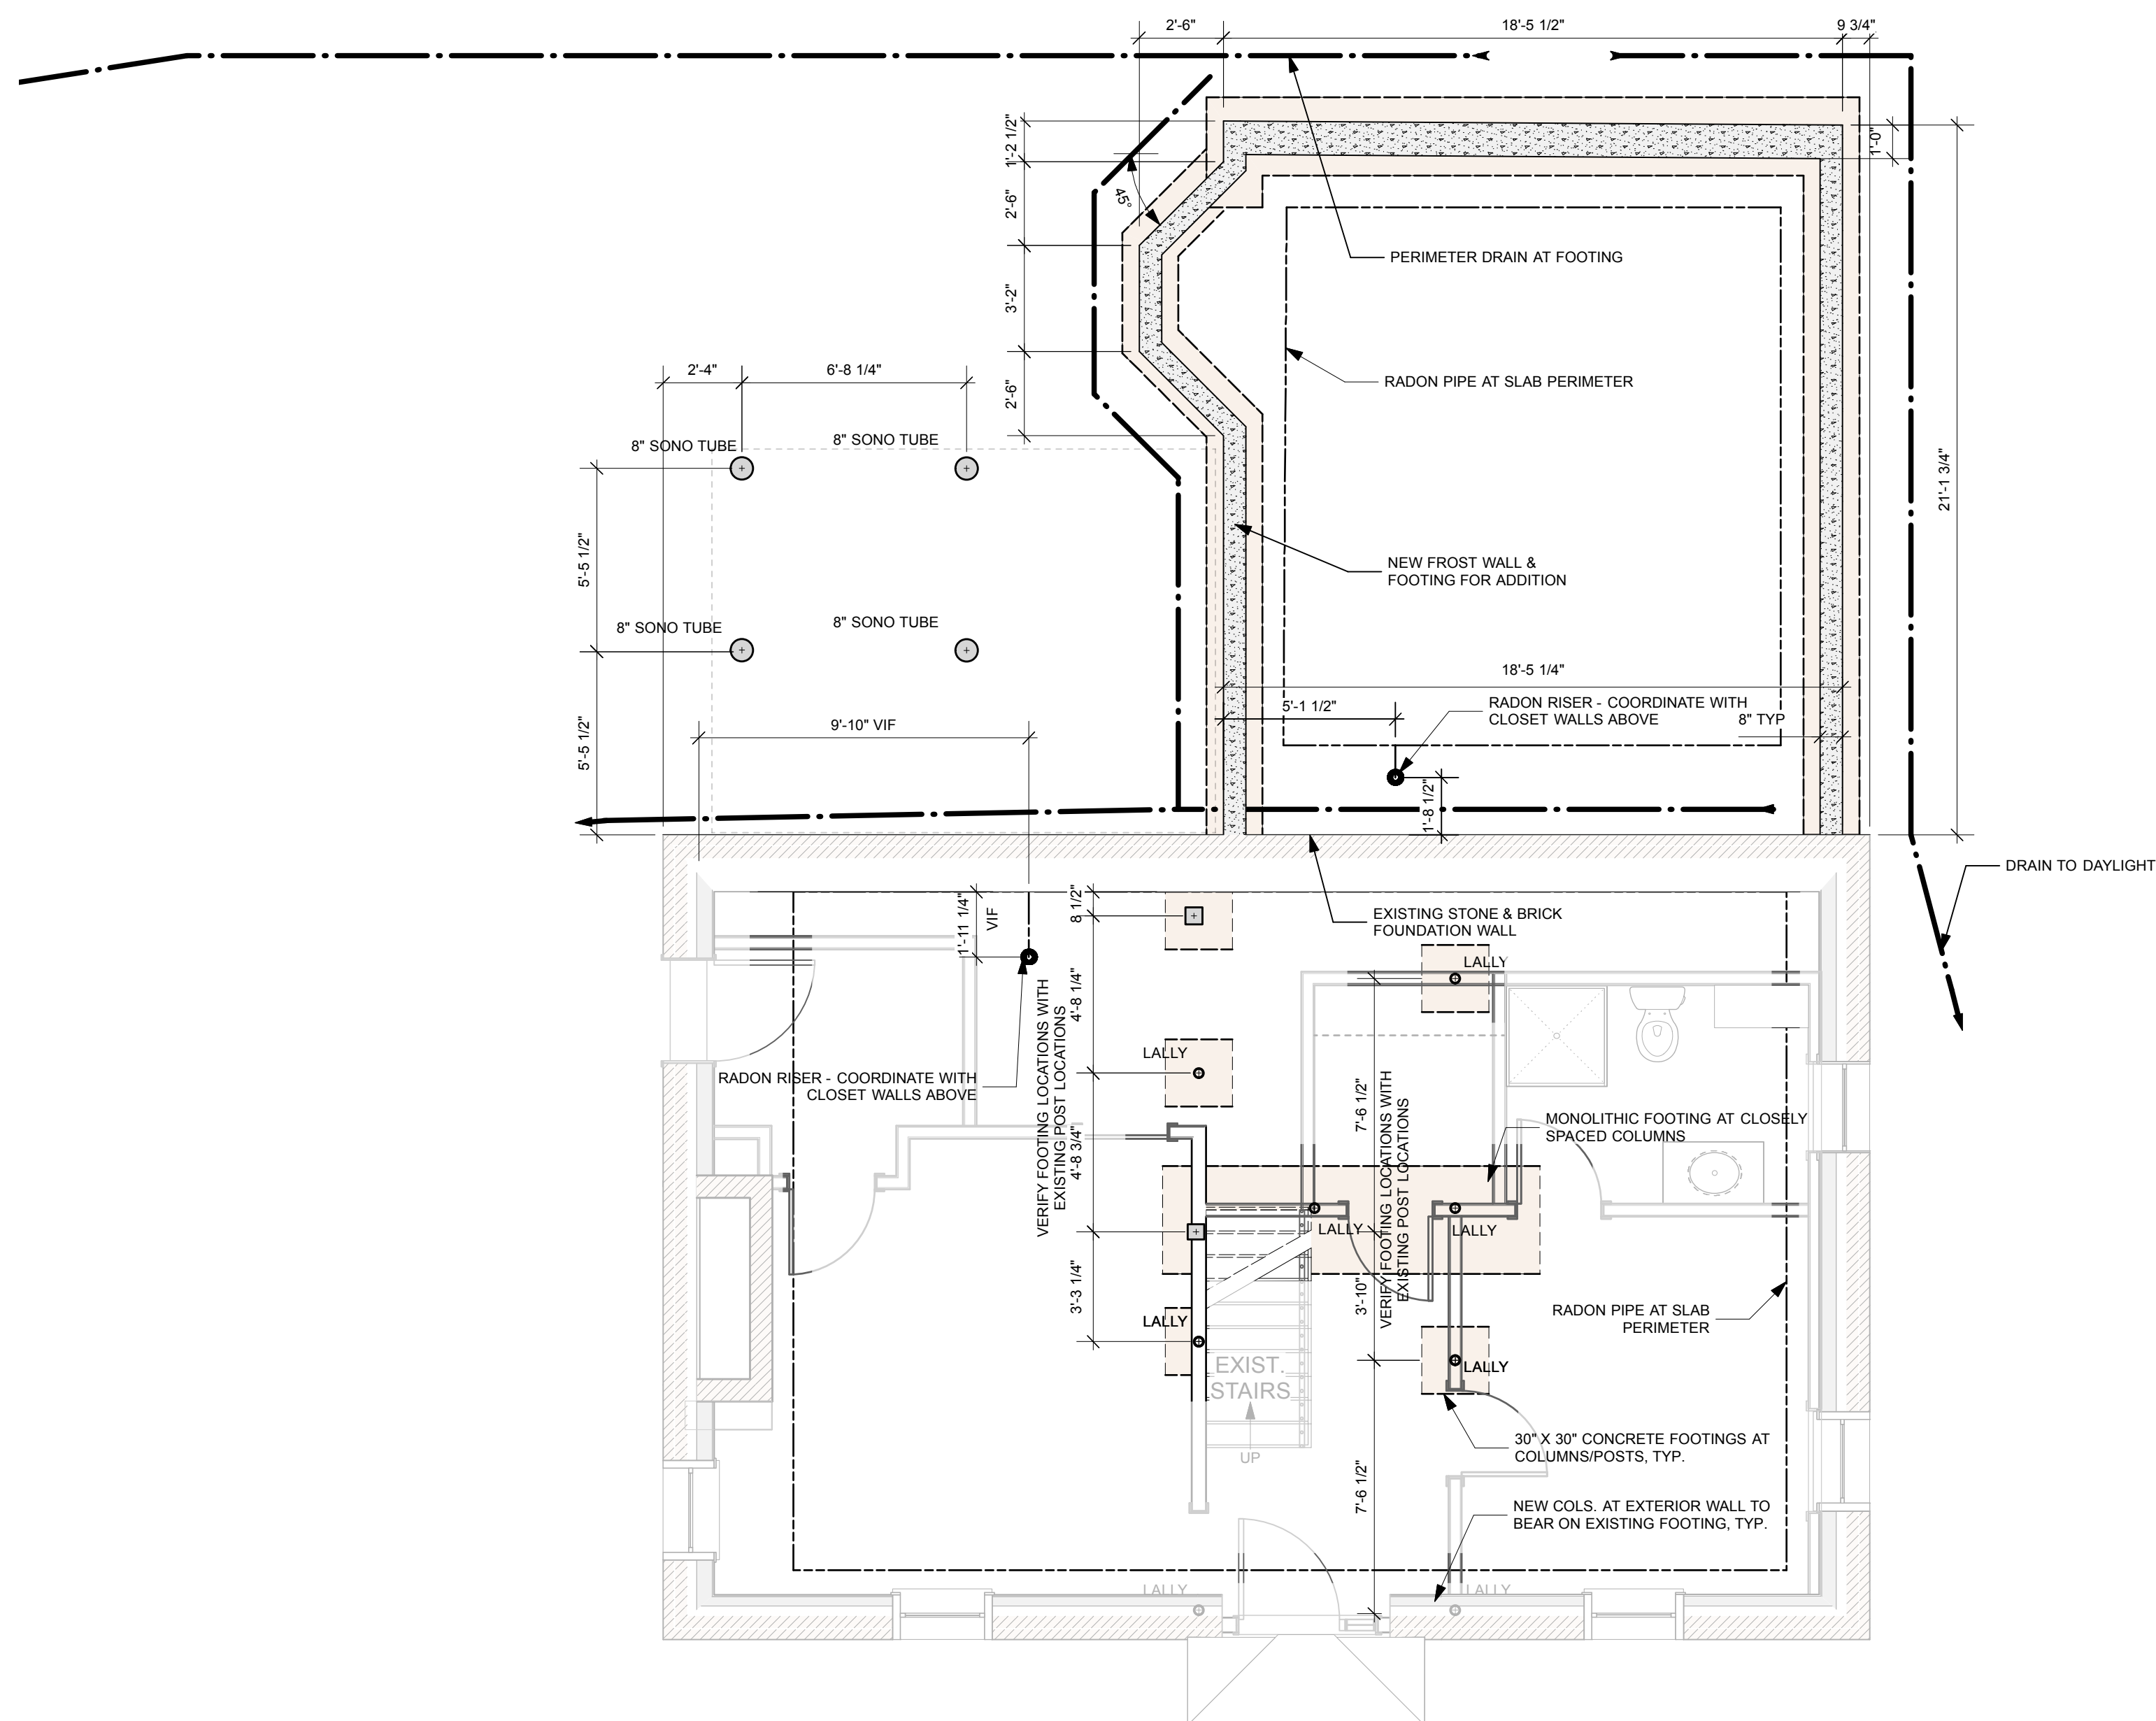 2'-6"
18'-5 1/2"
9 3/4"
1'-2 1/2"
1'-0"
2'-6"
45°
PERIMETER DRAIN AT FOOTING
3'-2"
2'-4"
6'-8 1/4"
RADON PIPE AT SLAB PERIMETER
2'-6"
8" SONO TUBE
8" SONO TUBE
21'-1 3/4"
5'-5 1/2"
NEW FROST WALL &
FOOTING FOR ADDITION
8" SONO TUBE
8" SONO TUBE
18'-5 1/4"
5'-1 1/2"
RADON RISER - COORDINATE WITH
CLOSET WALLS ABOVE
8" TYP
9'-10" VIF
5'-5 1/2"
1'-8 1/2"
DRAIN TO DAYLIGHT
EXISTING STONE & BRICK
FOUNDATION WALL
1'-11 1/4"
VIF
8 1/2"
LALLY
4'-8 1/4"
VERIFY FOOTING LOCATIONS WITH
EXISTING POST LOCATIONS
LALLY
RADON RISER - COORDINATE WITH
CLOSET WALLS ABOVE
7'-6 1/2"
MONOLITHIC FOOTING AT CLOSELY
SPACED COLUMNS
4'-8 3/4"
VERIFY FOOTING LOCATIONS WITH
EXISTING POST LOCATIONS
LALLY
LALLY
3'-3 1/4"
3'-10"
RADON PIPE AT SLAB
PERIMETER
LALLY
LALLY
EXIST.
STAIRS
UP
30" X 30" CONCRETE FOOTINGS AT
COLUMNS/POSTS, TYP.
7'-6 1/2"
NEW COLS. AT EXTERIOR WALL TO
BEAR ON EXISTING FOOTING, TYP.
LALLY
LALLY